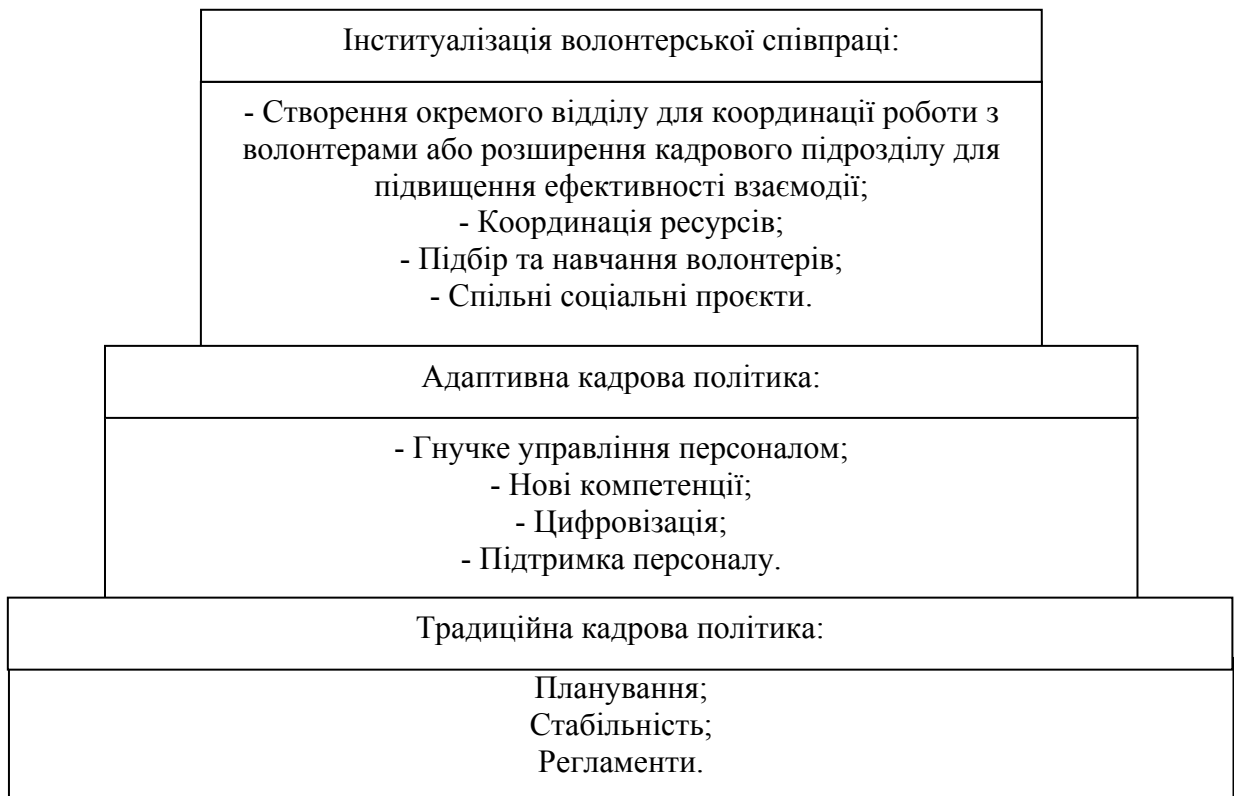 Інституалізація волонтерської співпраці:
- Створення окремого відділу для координації роботи з
волонтерами або розширення кадрового підрозділу для
підвищення ефективності взаємодії;
- Координація ресурсів;
- Підбір та навчання волонтерів;
- Спільні соціальні проєкти.
Адаптивна кадрова політика:
- Гнучке управління персоналом;
- Нові компетенції;
- Цифровізація;
- Підтримка персоналу.
Традиційна кадрова політика:
Планування;
Стабільність;
Регламенти.